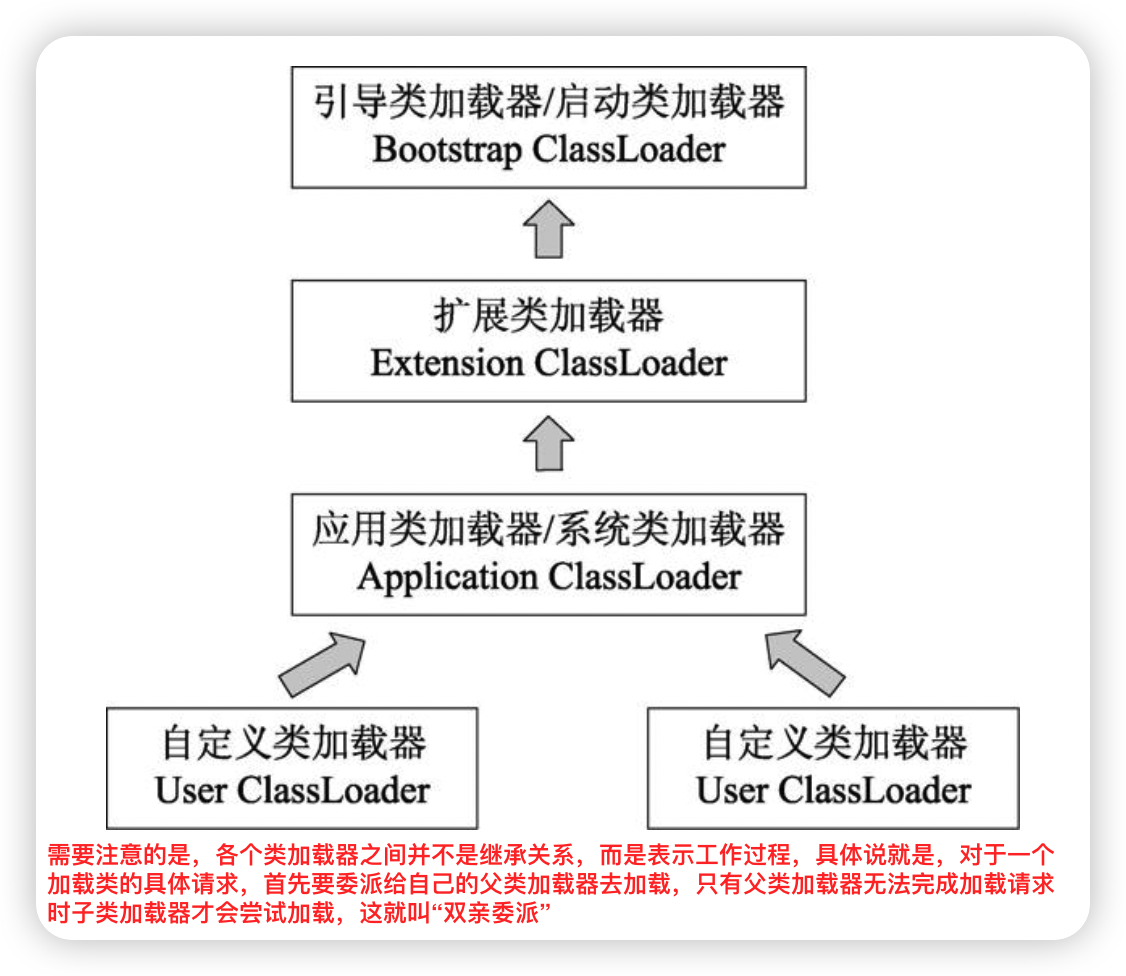 引导类加载器/启动类加载器
Bootstrap ClassLoader
扩展类加载器
Extension ClassLoader
应用类加载器/系统类加载器
Application ClassLoader
自定义类加载器
User ClassLoader
自定义类加载器
User ClassLoader
需要注意的是，各个类加载器之间并不是继承关系，而是表示工作过程，具体说就是，对于一个
加载类的具体请求，首先要委派给自己的父类加载器去加载，只有父类加载器无法完成加载请求
时子类加载器才会尝试加载，这就叫“双亲委派”